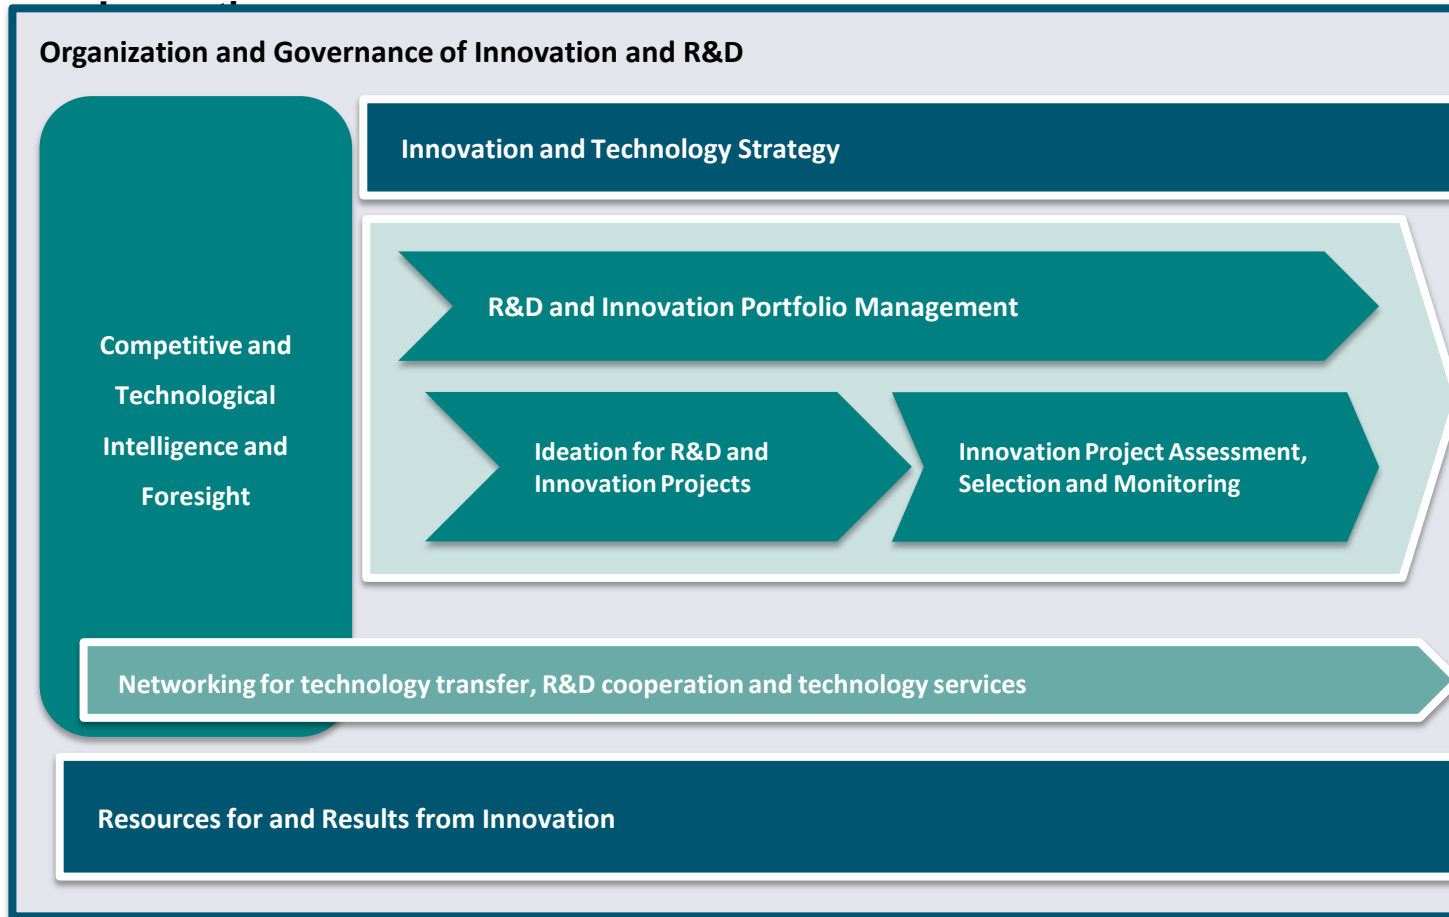 Organization and Governance of Innovation and R&D
Innovation and Technology Strategy
R&D and Innovation Portfolio Management
Competitive and
Technological
Intelligence and
Foresight
Ideation for R&D and
Innovation Projects
Innovation Project Assessment,
Selection and Monitoring
Networking for technology transfer, R&D cooperation and technology services
Resources for and Results from Innovation